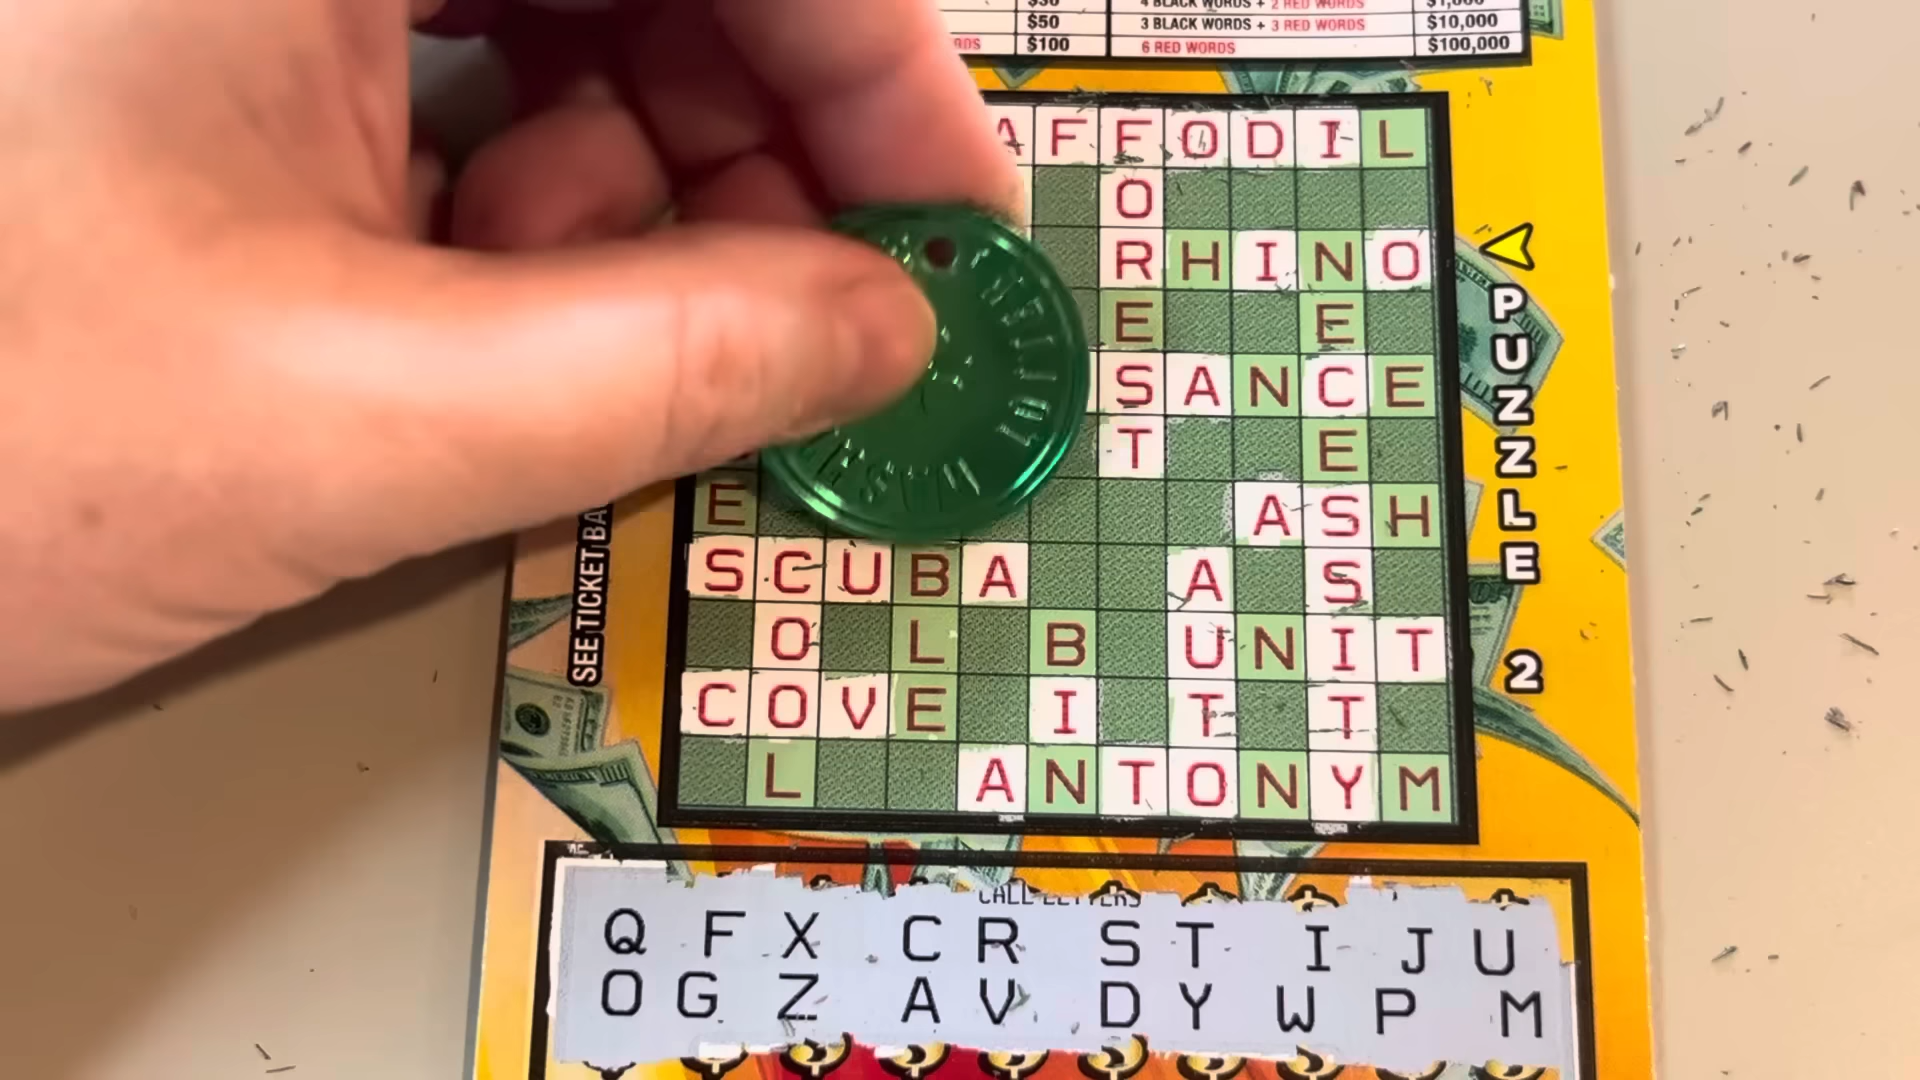 $30 4 BLACK WORDS + 2 RED WORDS
$50 3 BLACK WORDS + 3 RED WORDS $10,000
$100 6 RED WORDS $100,000
AFFODIL
O
RHINO
E E
SANCE
T E
E ASH
SCUBA A S
O L B UNIT
COVE I T T
L ANTONYM
SEE TICKET BA
PUZZLE 2
CALL LETTERS
Q F X C R S T I J U
O G Z A V D Y W P M